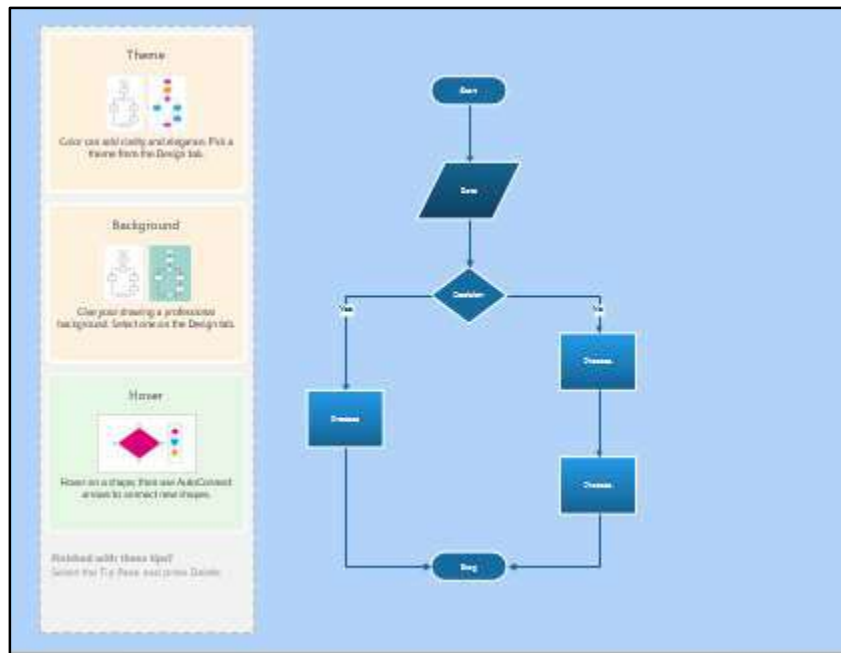 Theme
Color can add clarity and elegance. Pick a
theme from the Design tab.
Background
Give your drawing a professional
background. Select one on the Design tab.
Hover
Hover on a shape, then use AutoConnect
arrows to connect new shapes.
Finished with these tips?
Select the Tip Pane and press Delete.
Start
Data
Decision
Yes
No
Process
Process
Process
Stop